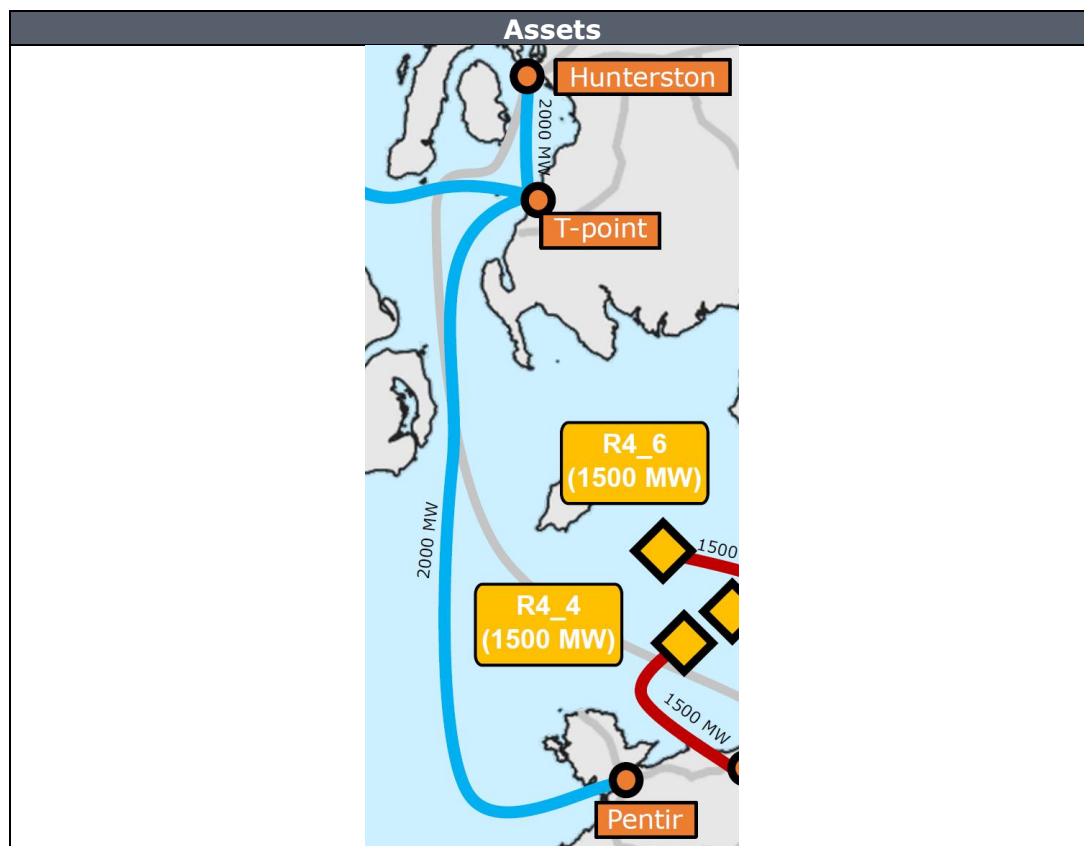 Assets
Hunterston
2000 MW
T-point
R4_6
(1500 MW)
1500
2000 MW
R4_4
(1500 MW)
1500 MW
Pentir